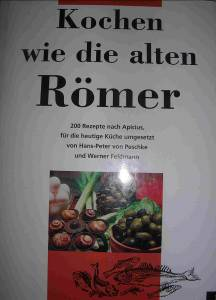 Kochen
wie die alten
Römer
200 Rezepte nach Apicius,
für die heutige Küche umgesetzt
von Hans-Peter von Peschke
und Werner Feldmann